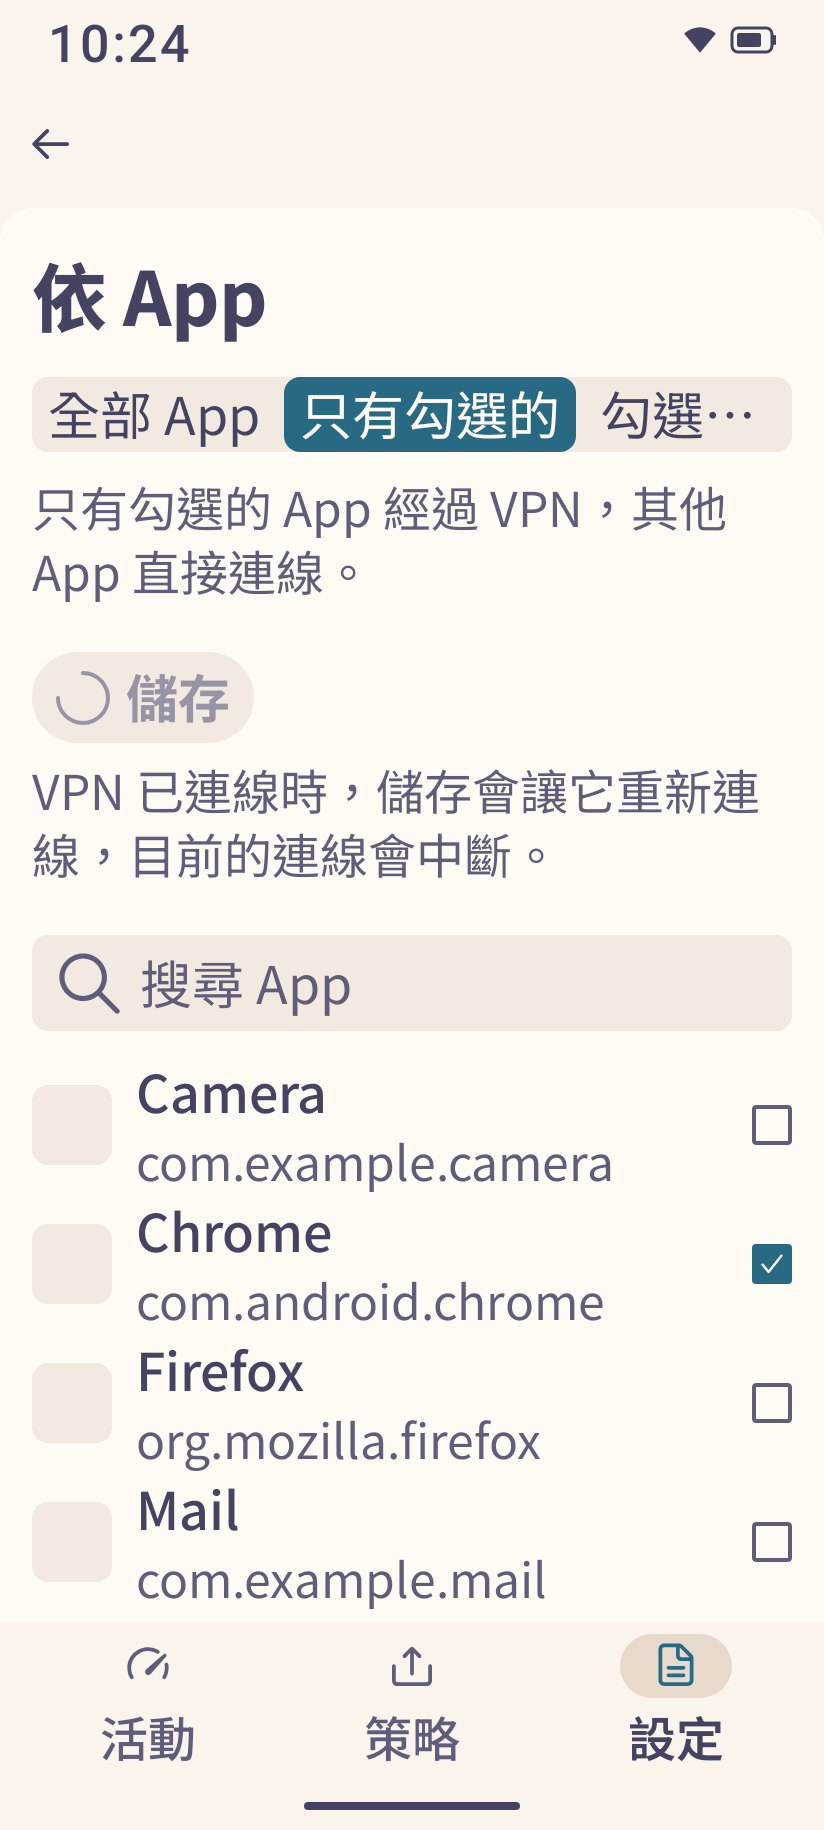 10:24
依 App
全部 App
只有勾選的
勾選…
只有勾選的 App 經過 VPN，其他
App 直接連線。
儲存
VPN 已連線時，儲存會讓它重新連
線，目前的連線會中斷。
搜尋 App
Camera
com.example.camera
Chrome
com.android.chrome
Firefox
org.mozilla.firefox
Mail
com.example.mail
活動
策略
設定